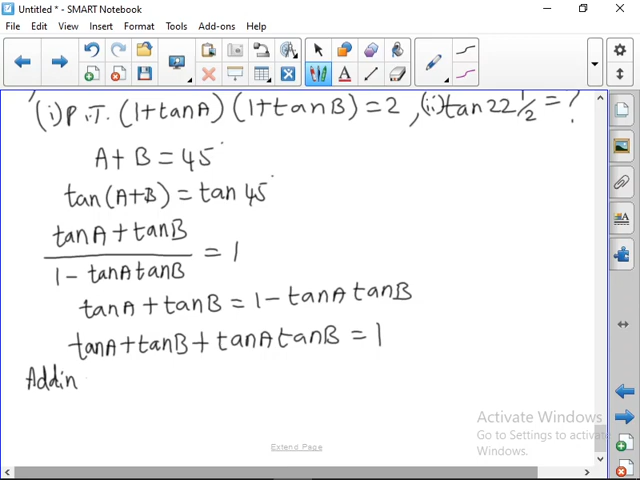 Untitled * - SMART Notebook
File Edit View Insert Format Tools Add-ons Help
(i) P.T. (1+tanA) (1+tanB) = 2, (ii) tan 22 1/2 = ?
A + B = 45°
tan(A+B) = tan 45°
tanA + tanB
/ 1 - tanA tanB = 1
tanA + tanB = 1 - tanA tanB
tanA + tanB + tanA tanB = 1
Addin
Activate Windows
Go to Settings to activate
Windows.
Extend Page